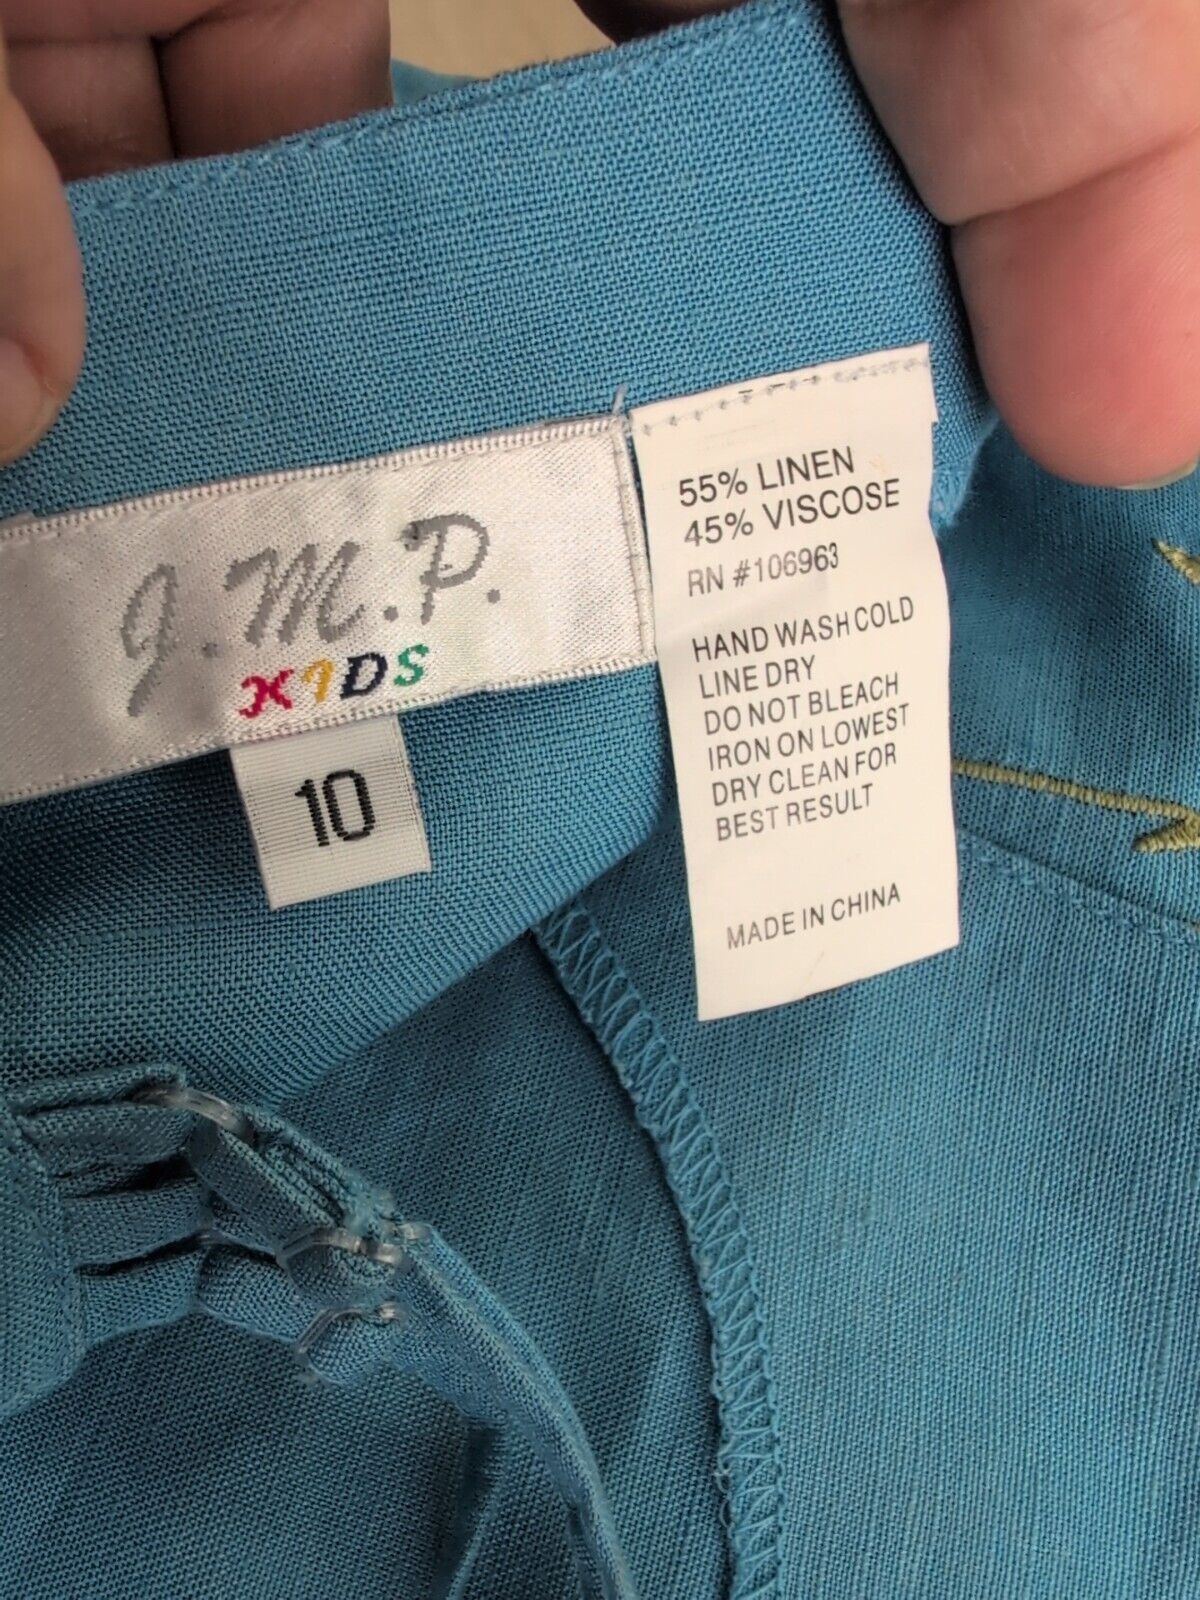 J.M.P.
KIDS
10
55% LINEN
45% VISCOSE
RN #106963
HAND WASH COLD
LINE DRY
DO NOT BLEACH
IRON ON LOWEST
DRY CLEAN FOR
BEST RESULT
MADE IN CHINA